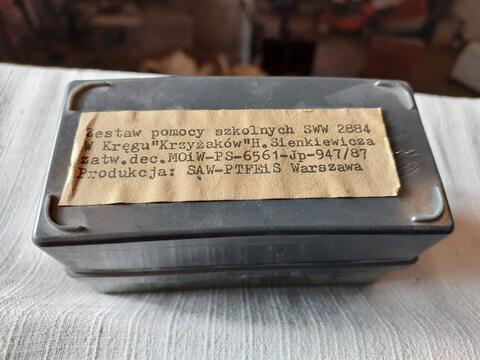 Zestaw pomocy szkolnych SWW 2884
W Kręgu"Krzyżaków"H.Sienkiewicza
zatw.dec.MOiW-PS-6561-Jp-947/87
Produkcja: SAW-PTFEiS Warszawa